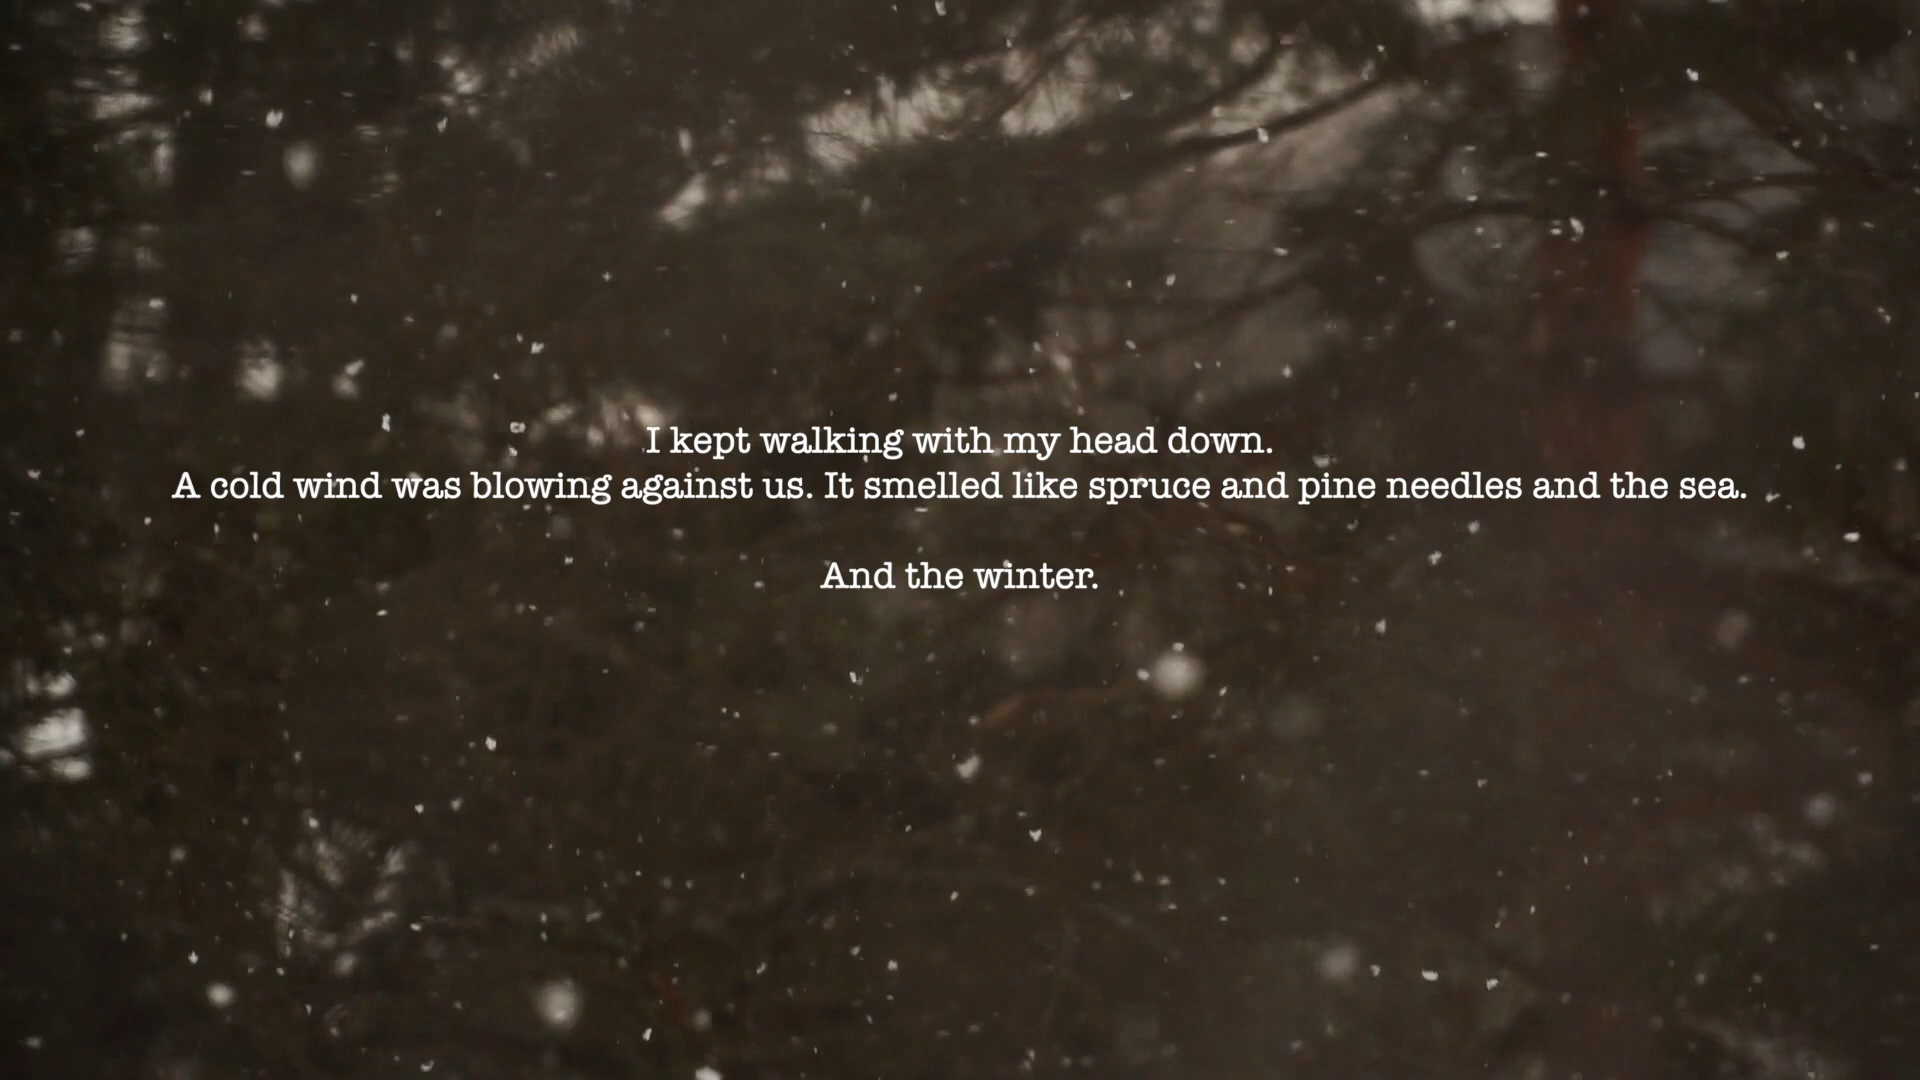 I kept walking with my head down.
A cold wind was blowing against us. It smelled like spruce and pine needles and the sea.
And the winter.